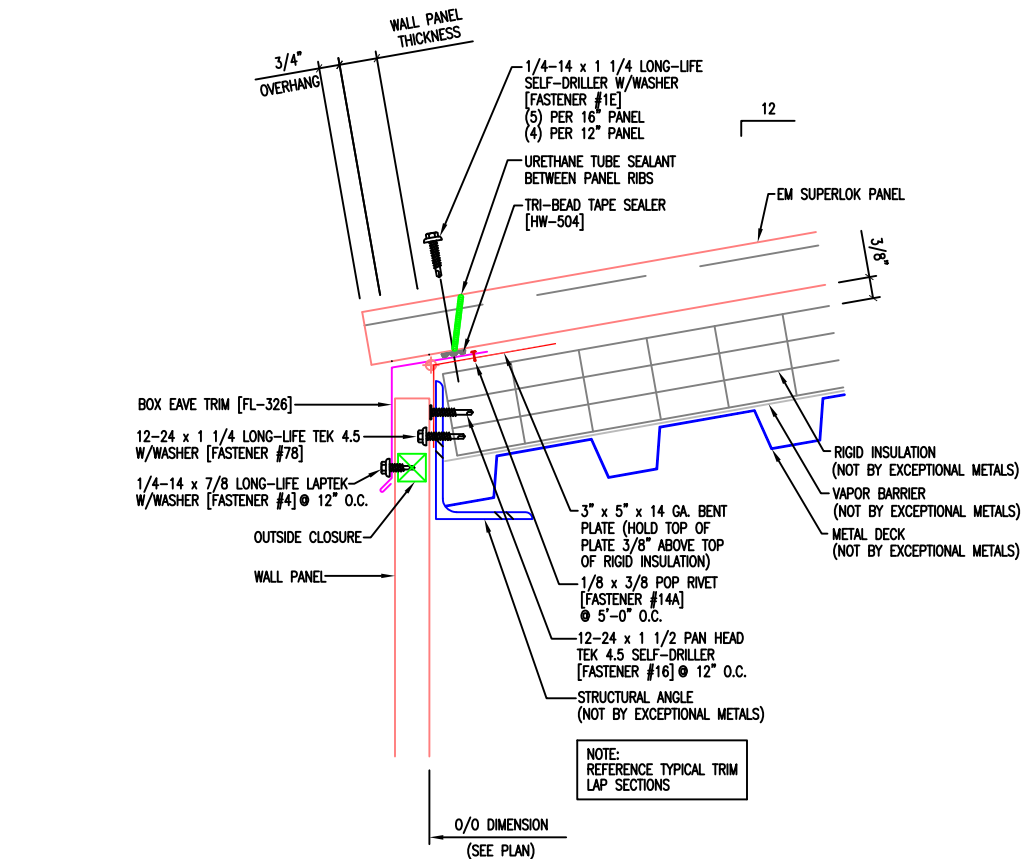 WALL PANEL
THICKNESS
3/4"
OVERHANG
1/4-14 x 1 1/4 LONG-LIFE
SELF-DRILLER W/WASHER
[FASTENER #1E]
(5) PER 16" PANEL
(4) PER 12" PANEL
12
URETHANE TUBE SEALANT
BETWEEN PANEL RIBS
TRI-BEAD TAPE SEALER
[HW-504]
EM SUPERLOK PANEL
3/8"
BOX EAVE TRIM [FL-326]
12-24 x 1 1/4 LONG-LIFE TEK 4.5
W/WASHER [FASTENER #78]
1/4-14 x 7/8 LONG-LIFE LAPTEK
W/WASHER [FASTENER #4] @ 12" O.C.
OUTSIDE CLOSURE
WALL PANEL
RIGID INSULATION
(NOT BY EXCEPTIONAL METALS)
VAPOR BARRIER
(NOT BY EXCEPTIONAL METALS)
METAL DECK
(NOT BY EXCEPTIONAL METALS)
3" x 5" x 14 GA. BENT
PLATE (HOLD TOP OF
PLATE 3/8" ABOVE TOP
OF RIGID INSULATION)
1/8 x 3/8 POP RIVET
[FASTENER #14A]
@ 5'-0" O.C.
12-24 x 1 1/2 PAN HEAD
TEK 4.5 SELF-DRILLER
[FASTENER #16] @ 12" O.C.
STRUCTURAL ANGLE
(NOT BY EXCEPTIONAL METALS)
NOTE:
REFERENCE TYPICAL TRIM
LAP SECTIONS
O/O DIMENSION
(SEE PLAN)